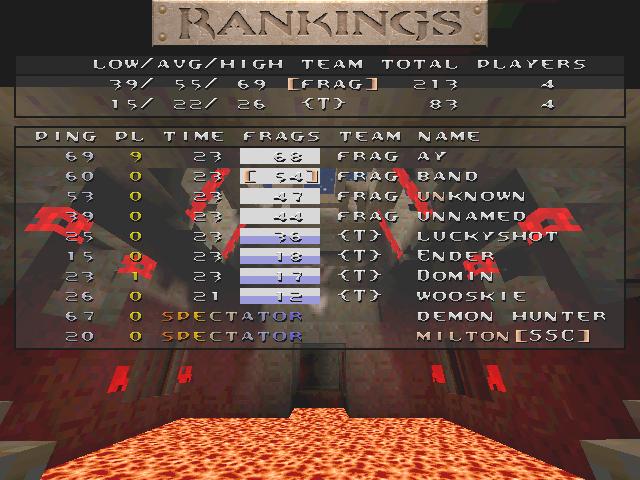 RANKINGS
LOW/AVG/HIGH TEAM TOTAL PLAYERS
39/ 55/ 69 [FRAG] 213 4
15/ 22/ 26 {T} 83 4
PING PL TIME FRAGS TEAM NAME
69 9 23 68 FRAG AY
60 0 23 [ 54] FRAG BAND
53 0 23 47 FRAG UNKNOWN
39 0 23 44 FRAG UNNAMED
25 0 23 36 {T} LUCKYSHOT
15 0 23 18 {T} ENDER
23 1 23 17 {T} DOMIN
26 0 21 12 {T} WOOSKIE
67 0 SPECTATOR DEMON HUNTER
20 0 SPECTATOR MILTON[SSC]